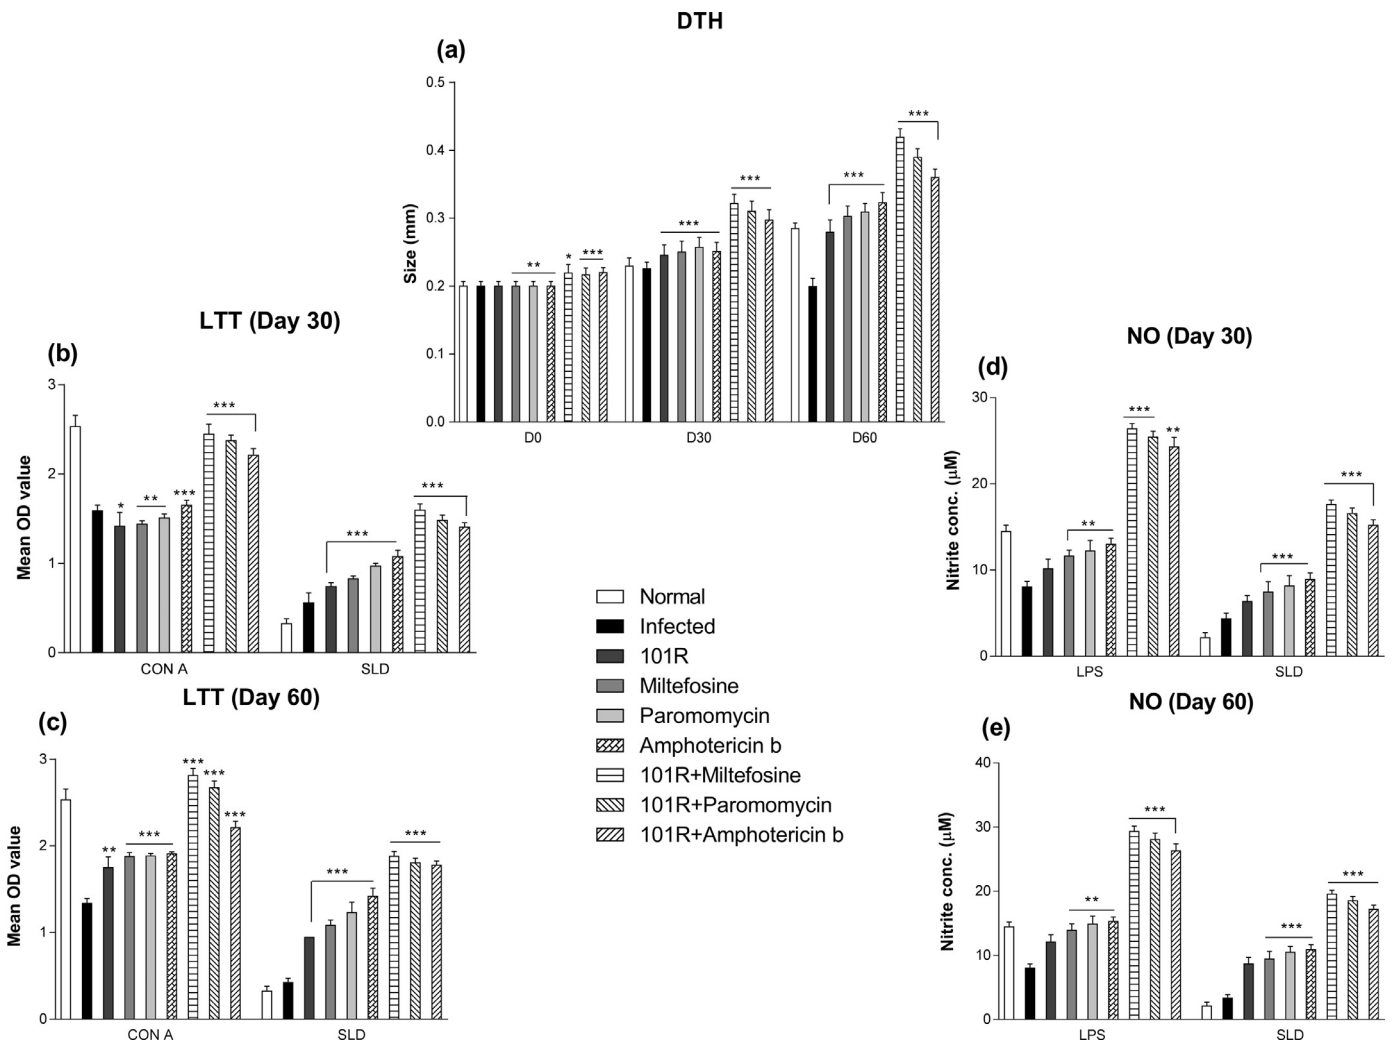 DTH
(a)
0.5
0.4
0.3
0.2
0.1
0.0
Size (mm)
**
*
***
***
***
***
***
D0
D30
D60
LTT (Day 30)
(b)
3
2
1
0
Mean OD value
*
**
***
***
***
***
CON A
SLD
LTT (Day 60)
(c)
3
2
1
0
Mean OD value
**
***
***
***
***
***
***
CON A
SLD
Normal
Infected
101R
Miltefosine
Paromomycin
Amphotericin b
101R+Miltefosine
101R+Paromomycin
101R+Amphotericin b
NO (Day 30)
(d)
30
20
10
0
Nitrite conc. (μM)
**
***
**
***
***
LPS
SLD
NO (Day 60)
(e)
40
30
20
10
0
Nitrite conc. (μM)
**
***
***
***
LPS
SLD